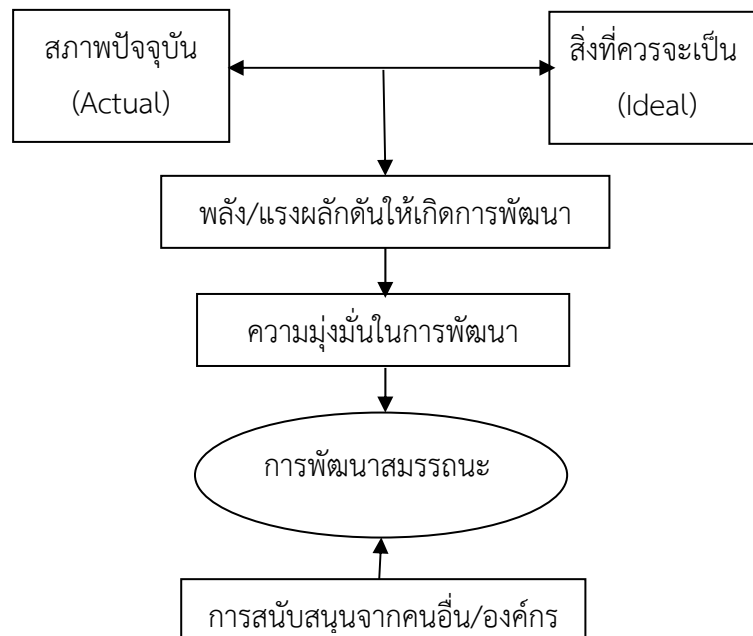 สภาพปัจจุบัน
(Actual)
สิ่งที่ควรจะเป็น
(Ideal)
พลัง/แรงผลักดันให้เกิดการพัฒนา
ความมุ่งมั่นในการพัฒนา
การพัฒนาสมรรถนะ
การสนับสนุนจากคนอื่น/องค์กร